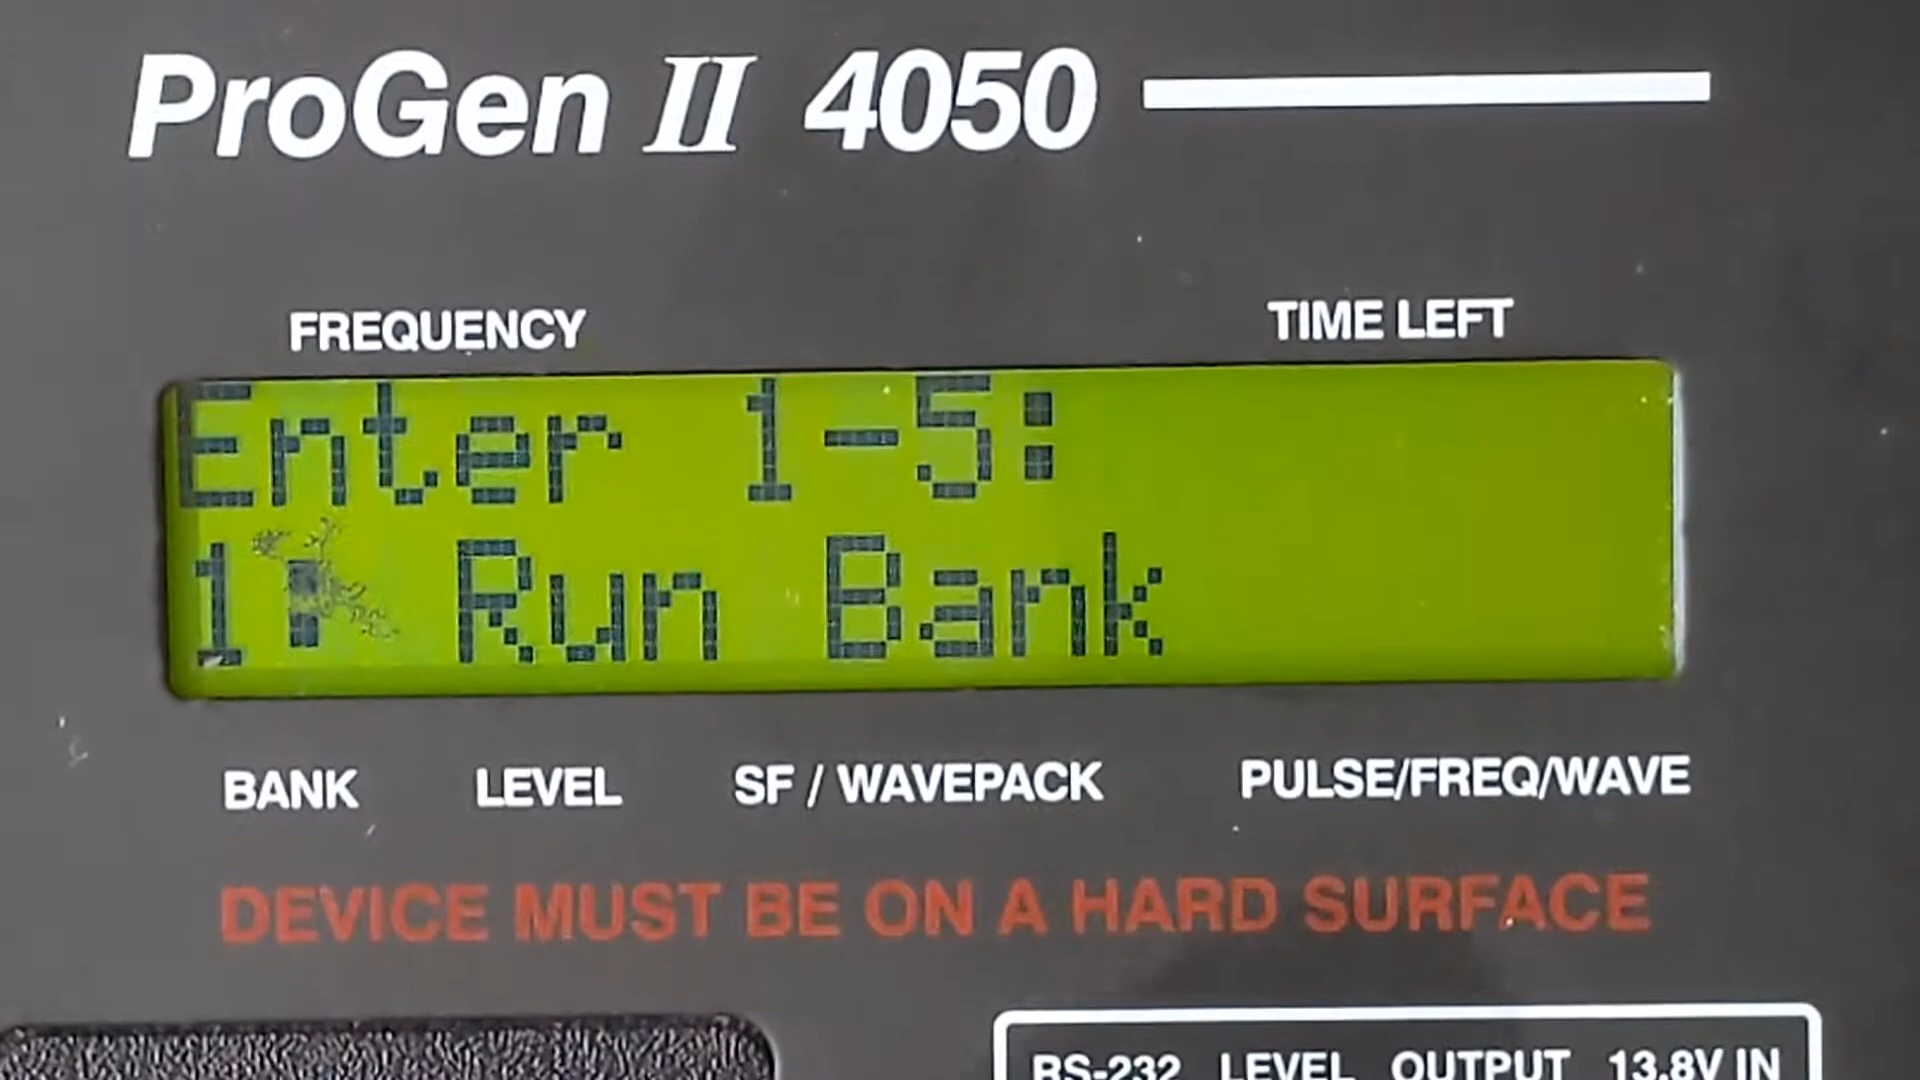 ProGen II 4050
FREQUENCY TIME LEFT
Enter 1-5:
1: Run Bank
BANK LEVEL SF / WAVEPACK PULSE/FREQ/WAVE
DEVICE MUST BE ON A HARD SURFACE
RS-232 LEVEL OUTPUT 13.8V IN